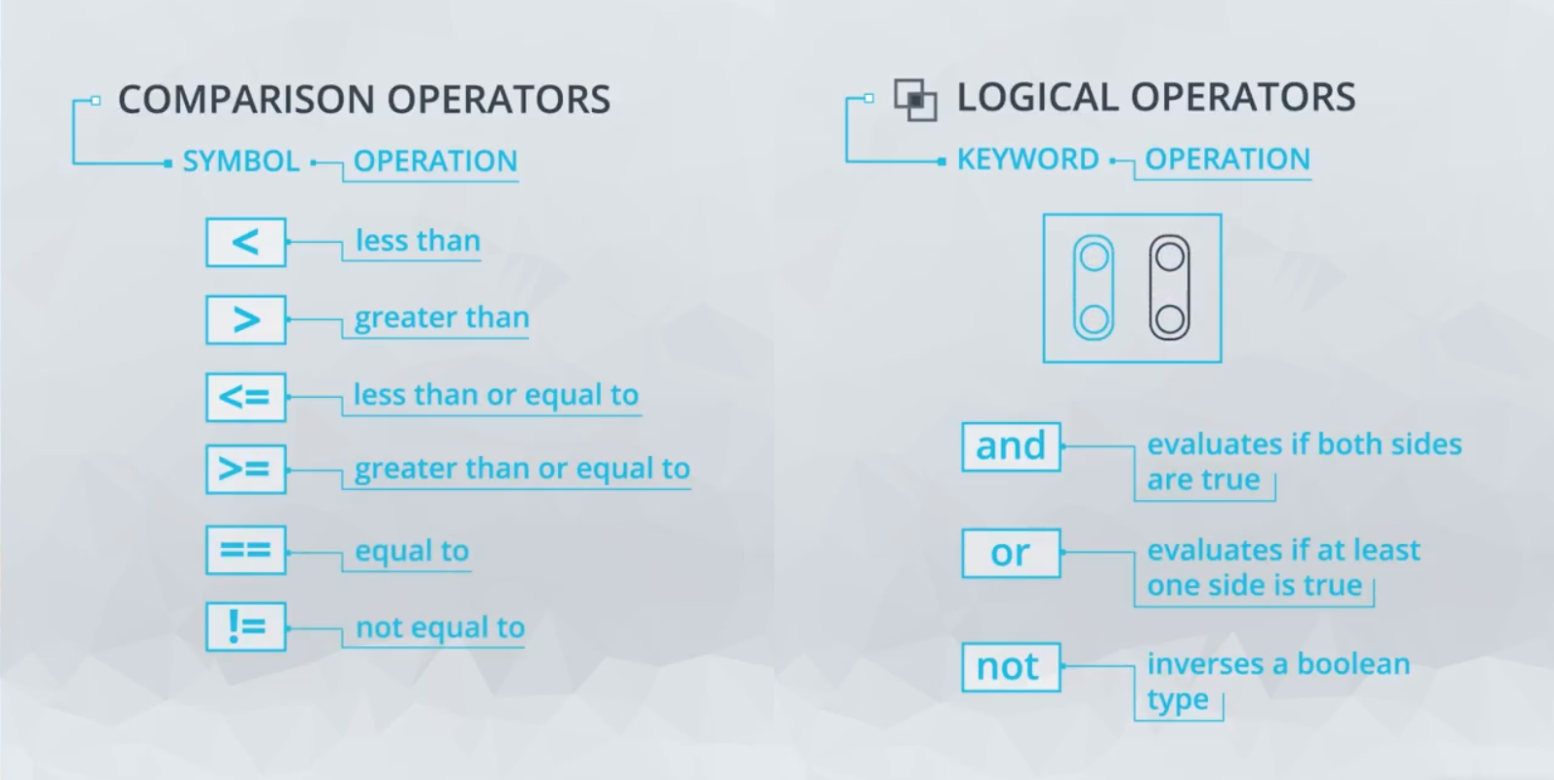 COMPARISON OPERATORS
SYMBOL OPERATION
< less than
> greater than
<= less than or equal to
>= greater than or equal to
== equal to
!= not equal to
LOGICAL OPERATORS
KEYWORD OPERATION
and evaluates if both sides
are true
or evaluates if at least
one side is true
not inverses a boolean
type